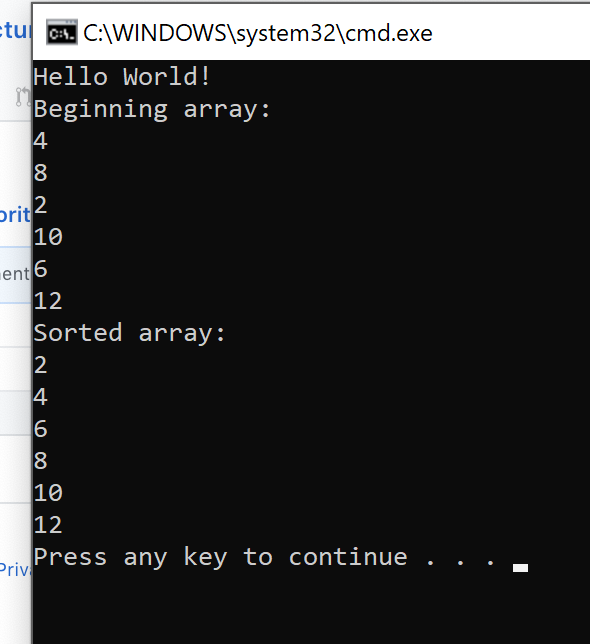 ctu
C:\WINDOWS\system32\cmd.exe
Hello World!
Beginning array:
4
8
2
10
6
12
Sorted array:
2
4
6
8
10
12
Press any key to continue . . .
orit
ent
Priv